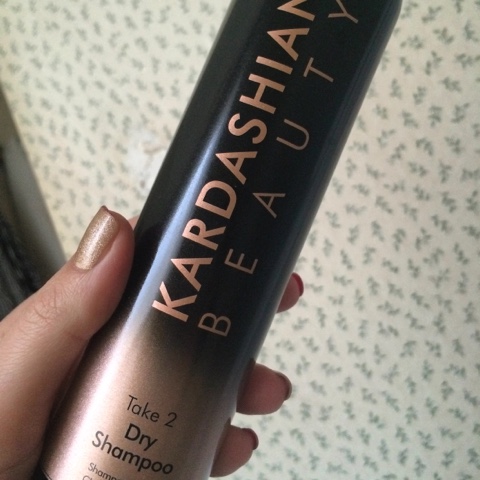 KARDASHIAN
BEAUTY
Take 2
Dry
Shampoo